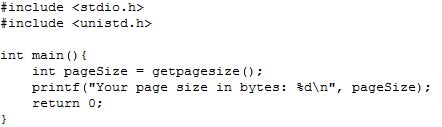 #include <stdio.h>
#include <unistd.h>

int main(){
    int pageSize = getpagesize();
    printf("Your page size in bytes: %d\n", pageSize);
    return 0;
}